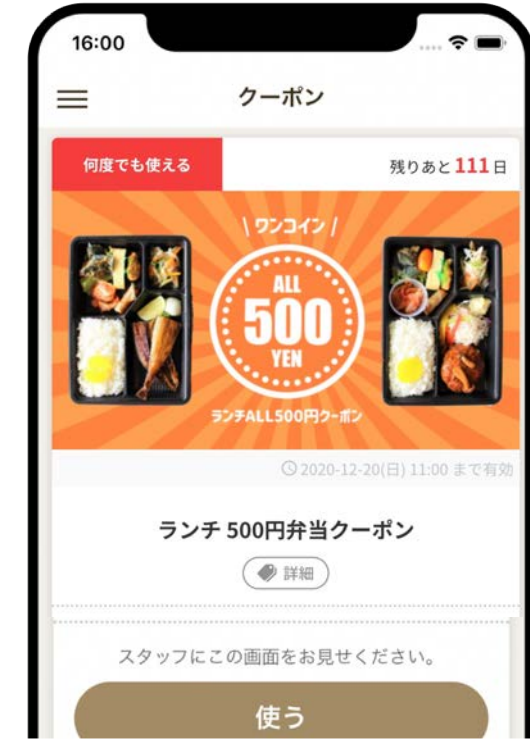 16:00
クーポン
何度でも使える
残りあと111日
\ ワンコイン /
ALL
500
YEN
ランチALL500円クーポン
2020-12-20(日) 11:00 まで有効
ランチ 500円弁当クーポン
詳細
スタッフにこの画面をお見せください。
使う